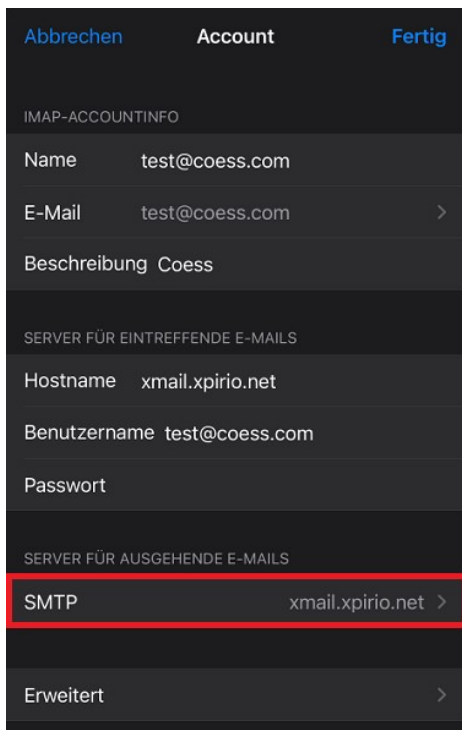 Abbrechen Account Fertig
IMAP-ACCOUNTINFO
Name test@coess.com
E-Mail test@coess.com
Beschreibung Coess
SERVER FÜR EINTREFFENDE E-MAILS
Hostname xmail.xpirio.net
Benutzername test@coess.com
Passwort
SERVER FÜR AUSGEHENDE E-MAILS
SMTP xmail.xpirio.net
Erweitert